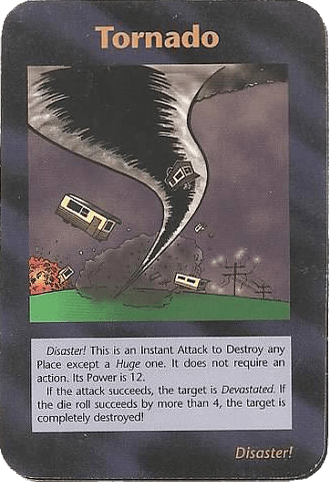 Tornado
Disaster! This is an Instant Attack to Destroy any
Place except a Huge one. It does not require an
action. Its Power is 12.
If the attack succeeds, the target is Devastated. If
the die roll succeeds by more than 4, the target is
completely destroyed!
Disaster!